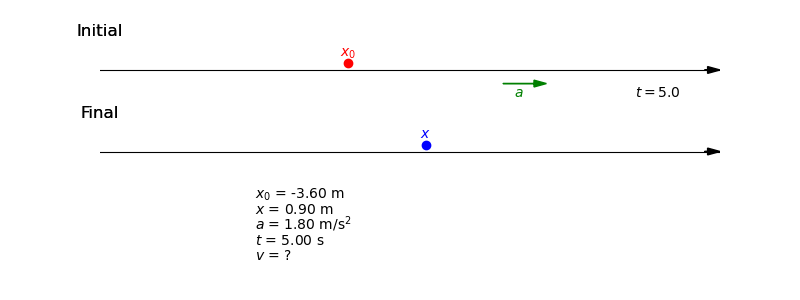 Initial
x₀
a
t = 5.0
Final
x
x₀ = -3.60 m
x = 0.90 m
a = 1.80 m/s²
t = 5.00 s
v = ?